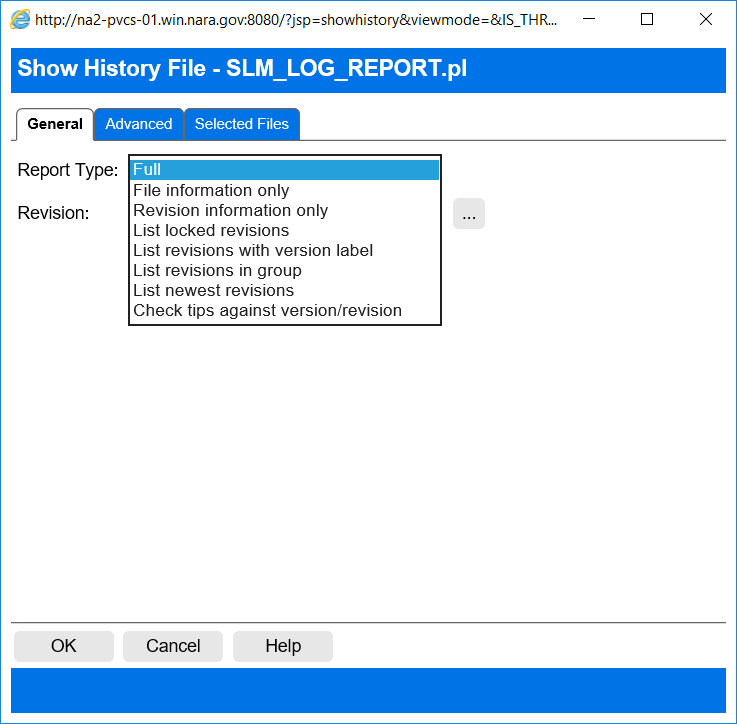 http://na2-pvcs-01.win.nara.gov:8080/?jsp=showhistory&viewmode=&IS_THR...
Show History File - SLM_LOG_REPORT.pl
General Advanced Selected Files
Report Type: Full
File information only
Revision: Revision information only ...
List locked revisions
List revisions with version label
List revisions in group
List newest revisions
Check tips against version/revision
OK Cancel Help